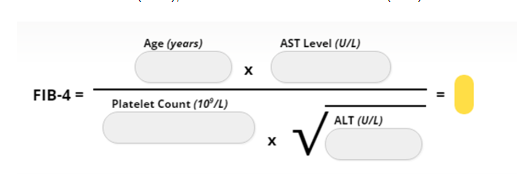 Age (years)
AST Level (U/L)
x
FIB-4 =
=
Platelet Count (10⁹/L)
x
√
ALT (U/L)